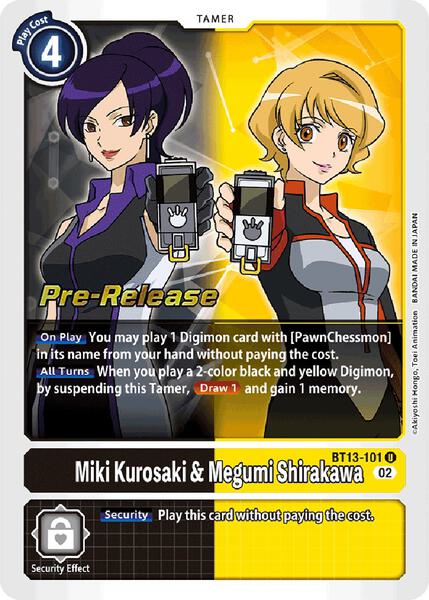 TAMER
Play Cost
4
Pre-Release
On Play You may play 1 Digimon card with [PawnChessmon]
in its name from your hand without paying the cost.
All Turns When you play a 2-color black and yellow Digimon,
by suspending this Tamer, Draw 1 and gain 1 memory.
©Akiyoshi Hongo, Toei Animation BANDAI MADE IN JAPAN
BT13-101 U
Miki Kurosaki & Megumi Shirakawa 02
Security Play this card without paying the cost.
Security Effect